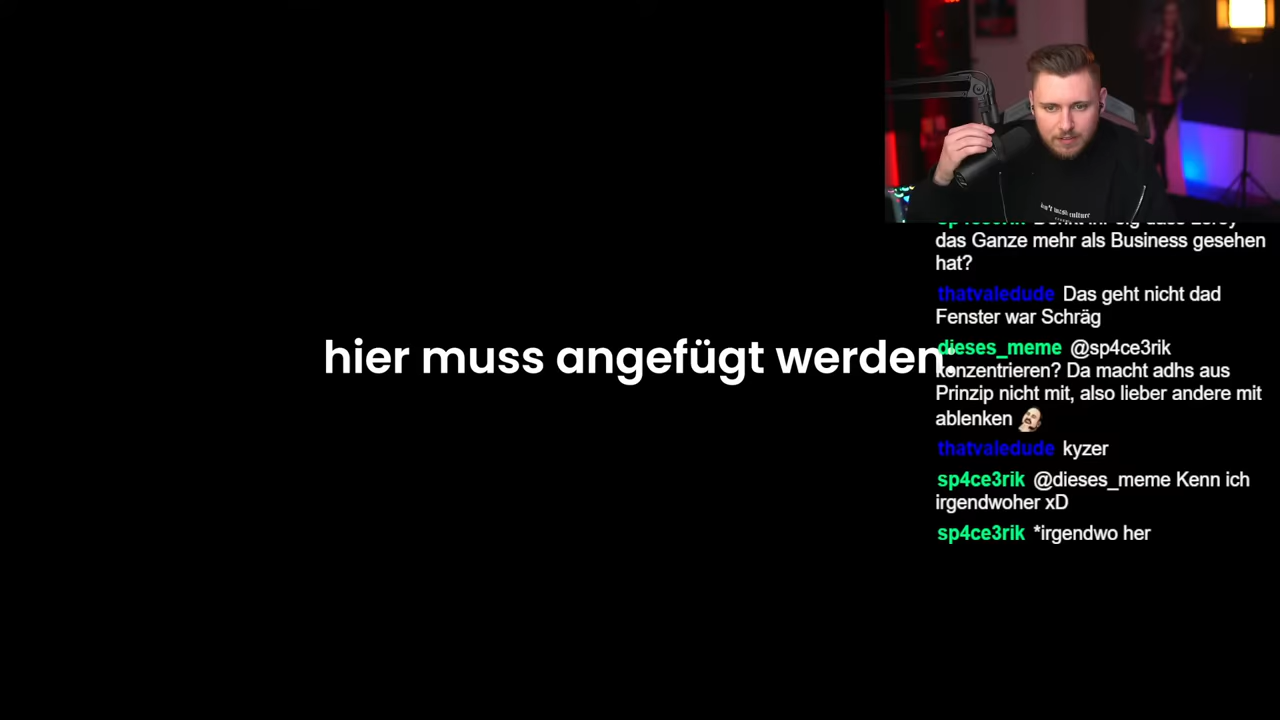 hier muss angefügt werden:
das Ganze mehr als Business gesehen
hat?
thatvaledude Das geht nicht dad
Fenster war Schräg
dieses_meme @sp4ce3rik
konzentrieren? Da macht adhs aus
Prinzip nicht mit, also lieber andere mit
ablenken
thatvaledude kyzer
sp4ce3rik @dieses_meme Kenn ich
irgendwoher xD
sp4ce3rik *irgendwo her